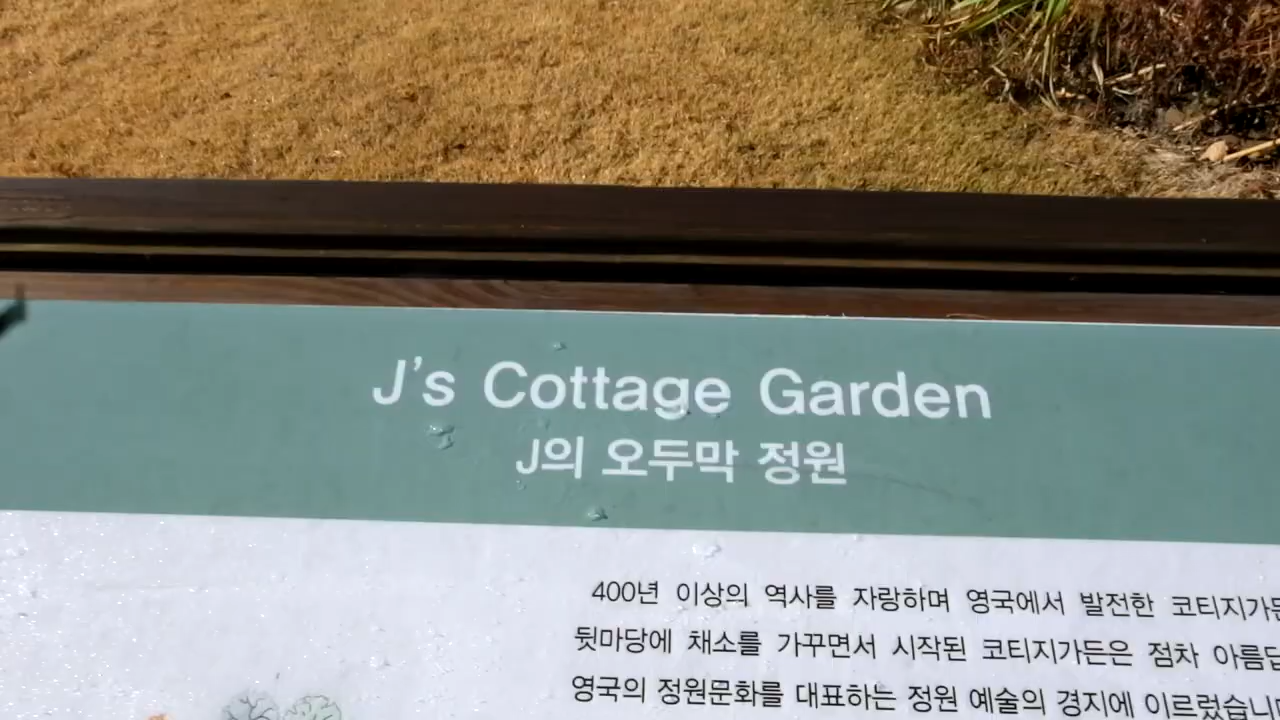 J's Cottage Garden
J의 오두막 정원
400년 이상의 역사를 자랑하며 영국에서 발전한 코티지가든
뒷마당에 채소를 가꾸면서 시작된 코티지가든은 점차 아름답
영국의 정원문화를 대표하는 정원 예술의 경지에 이르렀습니